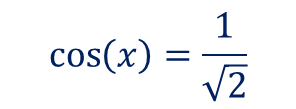 cos(x) = 1/√2